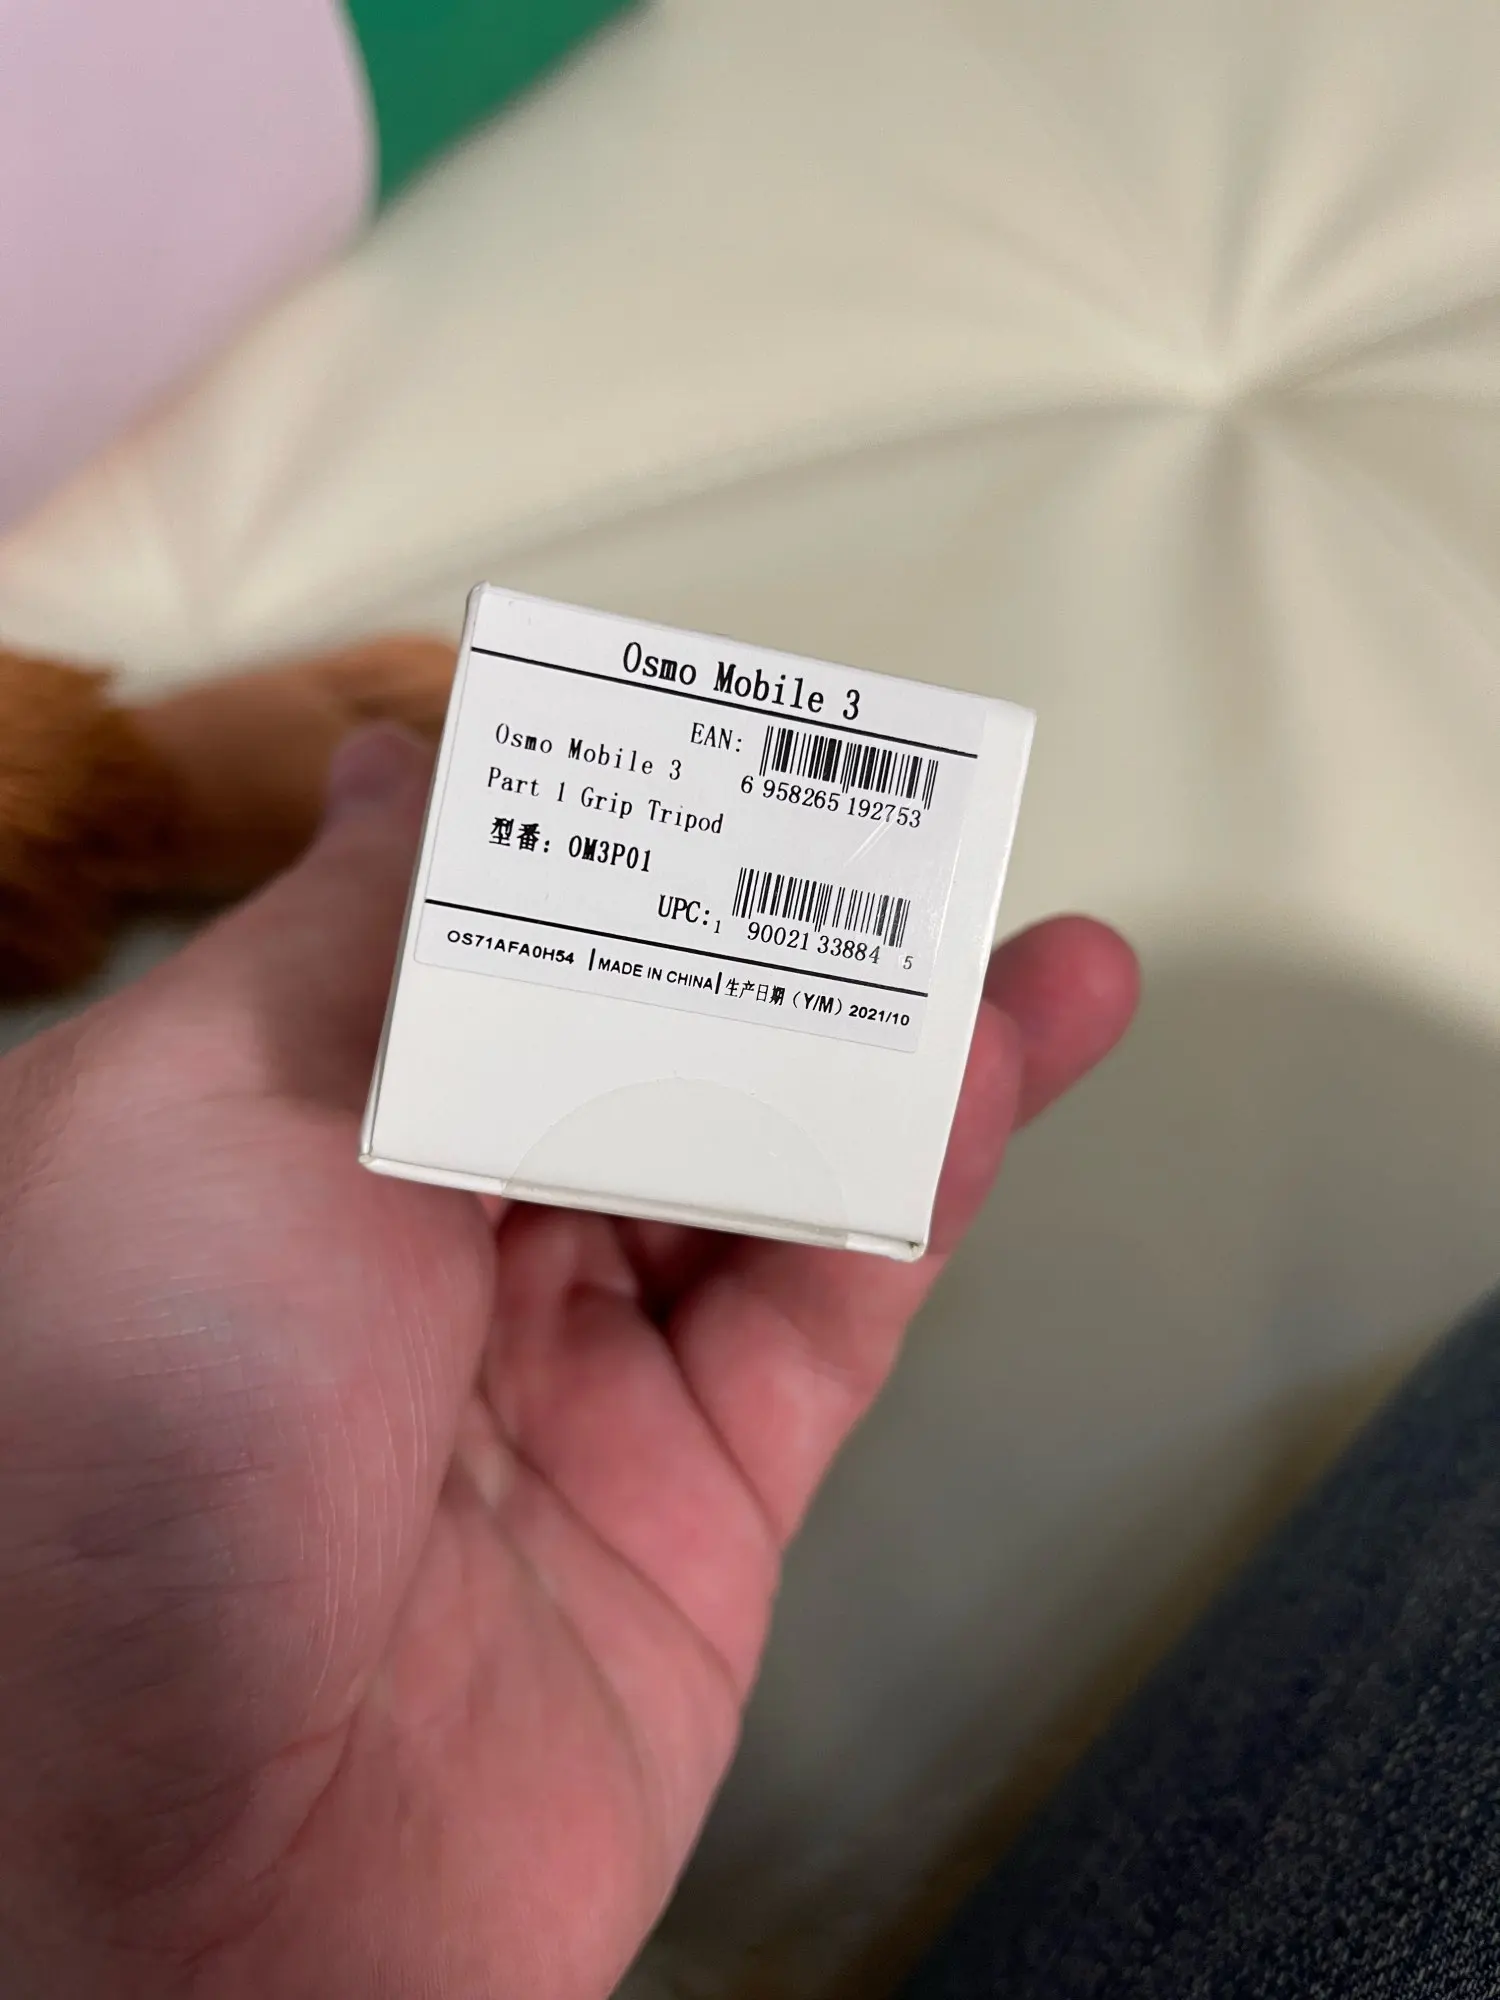 Osmo Mobile 3
EAN:
6 958265 192753
Osmo Mobile 3
Part 1 Grip Tripod
型番: OM3P01
UPC:
1 90021 33884 5
OS71AFA0H54 | MADE IN CHINA | 生产日期 (Y/M) 2021/10